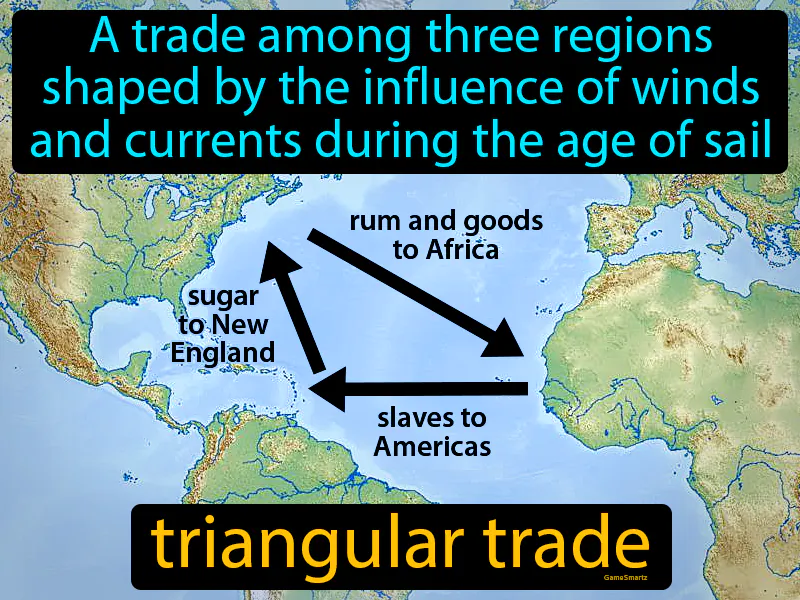 A trade among three regions
shaped by the influence of winds
and currents during the age of sail
rum and goods
to Africa
sugar
to New
England
slaves to
Americas
triangular trade
GameSmartz